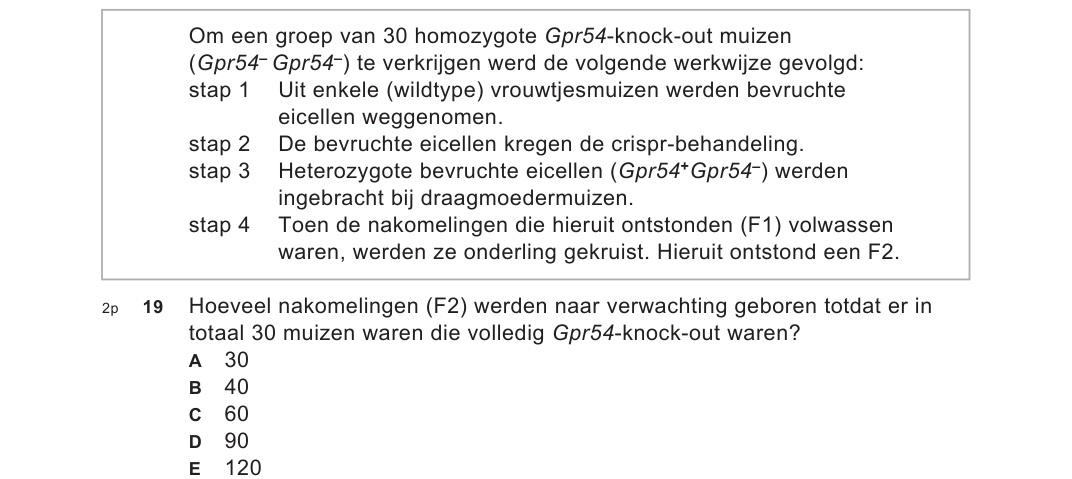 Om een groep van 30 homozygote Gpr54-knock-out muizen
(Gpr54⁻ Gpr54⁻) te verkrijgen werd de volgende werkwijze gevolgd:
stap 1 Uit enkele (wildtype) vrouwtjesmuizen werden bevruchte
eicellen weggenomen.
stap 2 De bevruchte eicellen kregen de crispr-behandeling.
stap 3 Heterozygote bevruchte eicellen (Gpr54⁺Gpr54⁻) werden
ingebracht bij draagmoedermuizen.
stap 4 Toen de nakomelingen die hieruit ontstonden (F1) volwassen
waren, werden ze onderling gekruist. Hieruit ontstond een F2.
2p 19 Hoeveel nakomelingen (F2) werden naar verwachting geboren totdat er in
totaal 30 muizen waren die volledig Gpr54-knock-out waren?
A 30
B 40
C 60
D 90
E 120